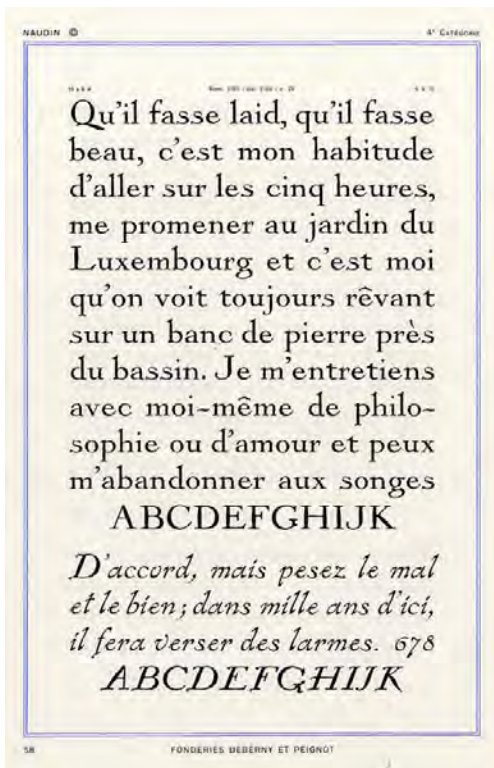 NAUDIN ©
4e Catégorie
Qu'il fasse laid, qu'il fasse
beau, c'est mon habitude
d'aller sur les cinq heures,
me promener au jardin du
Luxembourg et c'est moi
qu'on voit toujours rêvant
sur un banc de pierre près
du bassin. Je m'entretiens
avec moi-même de philo-
sophie ou d'amour et peux
m'abandonner aux songes
ABCDEFGHIJK
D'accord, mais pesez le mal
et le bien; dans mille ans d'ici,
il fera verser des larmes. 678
ABCDEFGHIJK
58
FONDERIES DEBERNY ET PEIGNOT